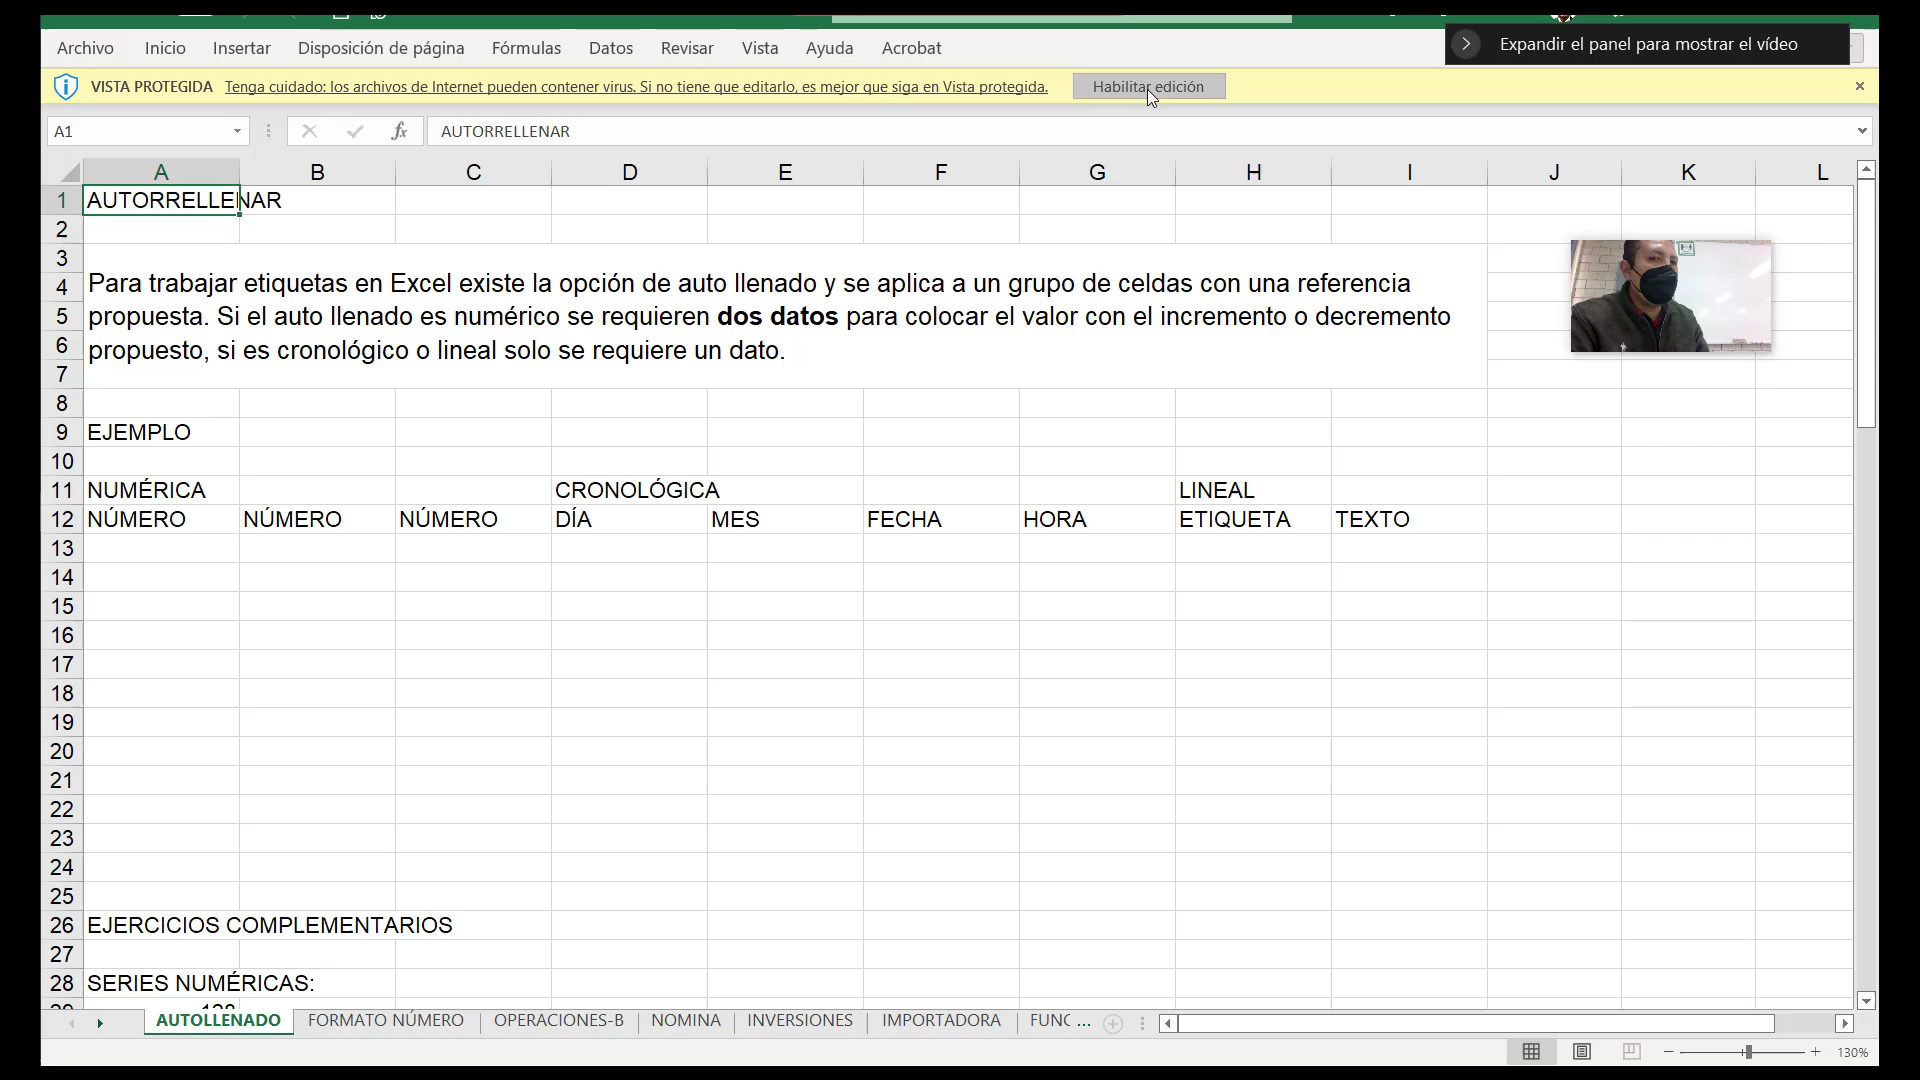 Archivo Inicio Insertar Disposición de página Fórmulas Datos Revisar Vista Ayuda Acrobat
Expandir el panel para mostrar el vídeo
VISTA PROTEGIDA Tenga cuidado: los archivos de Internet pueden contener virus. Si no tiene que editarlo, es mejor que siga en Vista protegida. Habilitar edición
A1 fx AUTORRELLENAR
A B C D E F G H I J K L
1 AUTORRELLENAR
2
3
4
5
6
7
Para trabajar etiquetas en Excel existe la opción de auto llenado y se aplica a un grupo de celdas con una referencia
propuesta. Si el auto llenado es numérico se requieren dos datos para colocar el valor con el incremento o decremento
propuesto, si es cronológico o lineal solo se requiere un dato.
8
9 EJEMPLO
10
11 NUMÉRICA CRONOLÓGICA LINEAL
12 NÚMERO NÚMERO NÚMERO DÍA MES FECHA HORA ETIQUETA TEXTO
13
14
15
16
17
18
19
20
21
22
23
24
25
26 EJERCICIOS COMPLEMENTARIOS
27
28 SERIES NUMÉRICAS:
AUTOLLENADO FORMATO NÚMERO OPERACIONES-B NOMINA INVERSIONES IMPORTADORA FUNC ...
130%